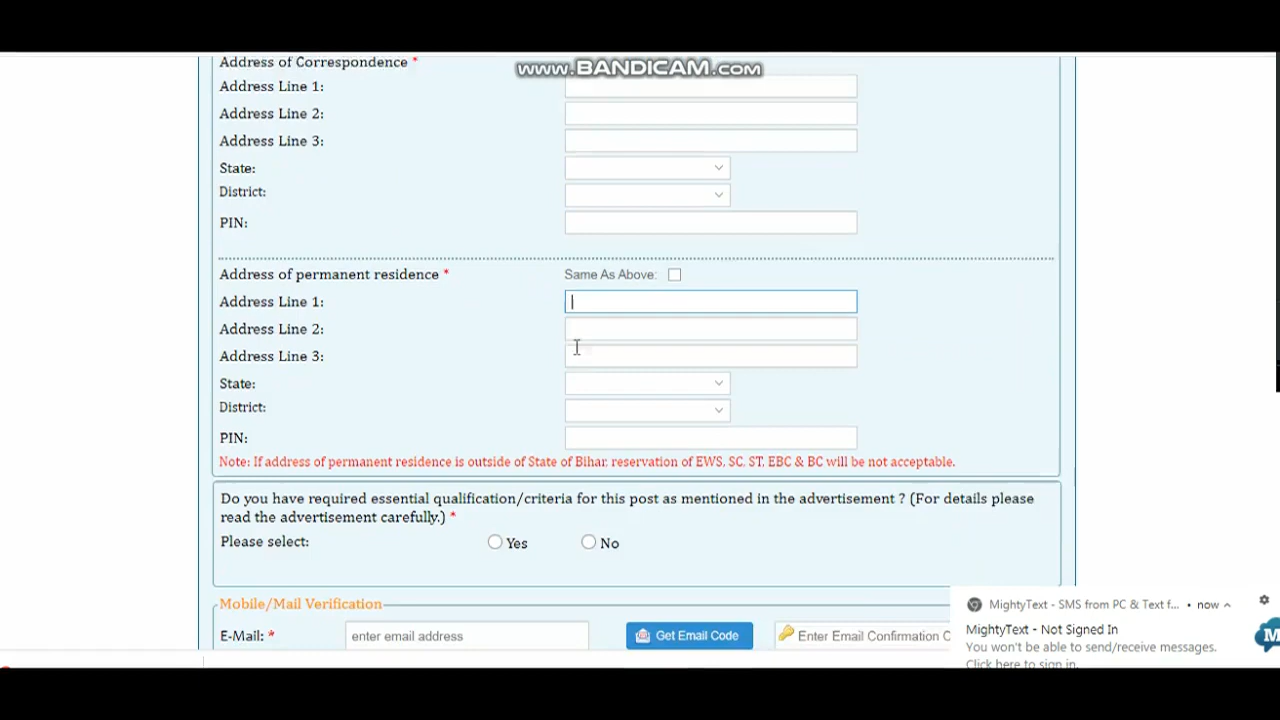 www.BANDICAM.com
Address of Correspondence *
Address Line 1:
Address Line 2:
Address Line 3:
State:
District:
PIN:
Address of permanent residence * Same As Above:
Address Line 1:
Address Line 2:
Address Line 3:
State:
District:
PIN:
Note: If address of permanent residence is outside of State of Bihar, reservation of EWS, SC, ST, EBC & BC will be not acceptable.
Do you have required essential qualification/criteria for this post as mentioned in the advertisement ? (For details please
read the advertisement carefully.) *
Please select: Yes No
Mobile/Mail Verification
E-Mail: * enter email address Get Email Code Enter Email Confirmation C
MightyText - SMS from PC & Text f... • now
MightyText - Not Signed In
You won't be able to send/receive messages.
Click here to sign in.
M